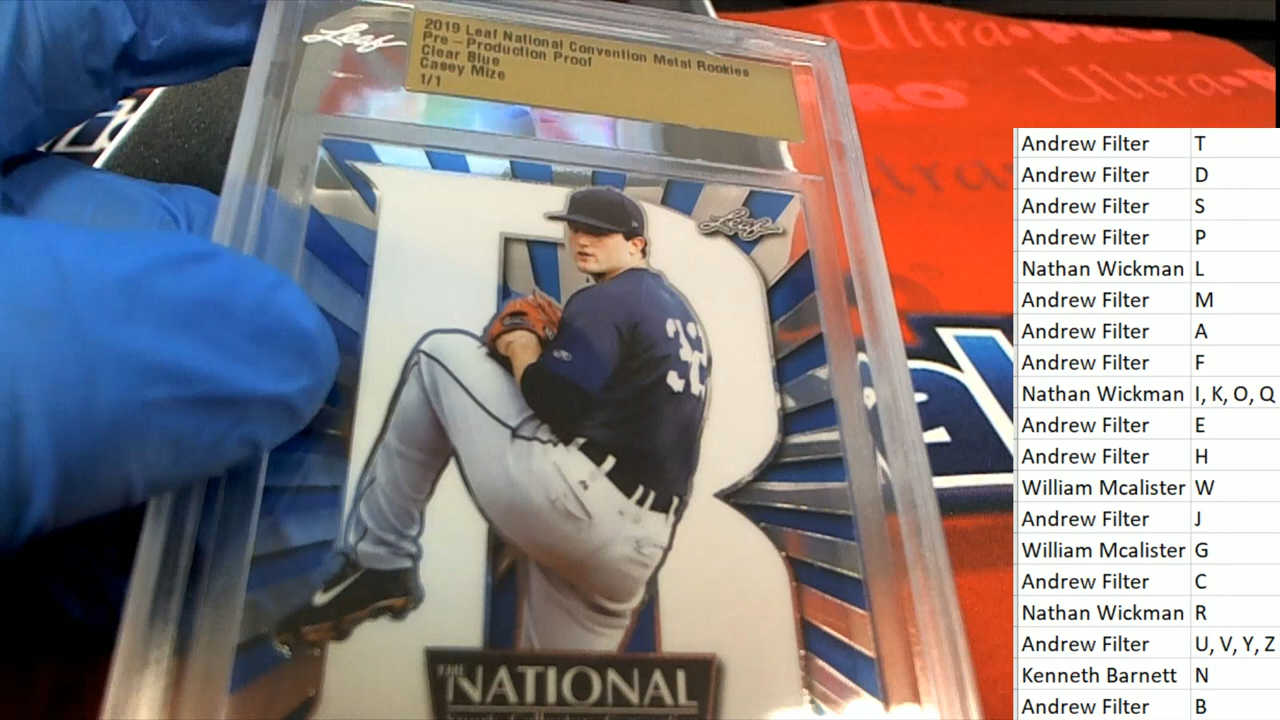 Leaf
2019 Leaf National Convention Metal Rookies
Pre - Production Proof
Clear Blue
Casey Mize
1/1
Leaf
32
THE
NATIONAL
Ultra-PRO
PRO
Ultra-P
Ultra
Andrew Filter T
Andrew Filter D
Andrew Filter S
Andrew Filter P
Nathan Wickman L
Andrew Filter M
Andrew Filter A
Andrew Filter F
Nathan Wickman I, K, O, Q
Andrew Filter E
Andrew Filter H
William Mcalister W
Andrew Filter J
William Mcalister G
Andrew Filter C
Nathan Wickman R
Andrew Filter U, V, Y, Z
Kenneth Barnett N
Andrew Filter B